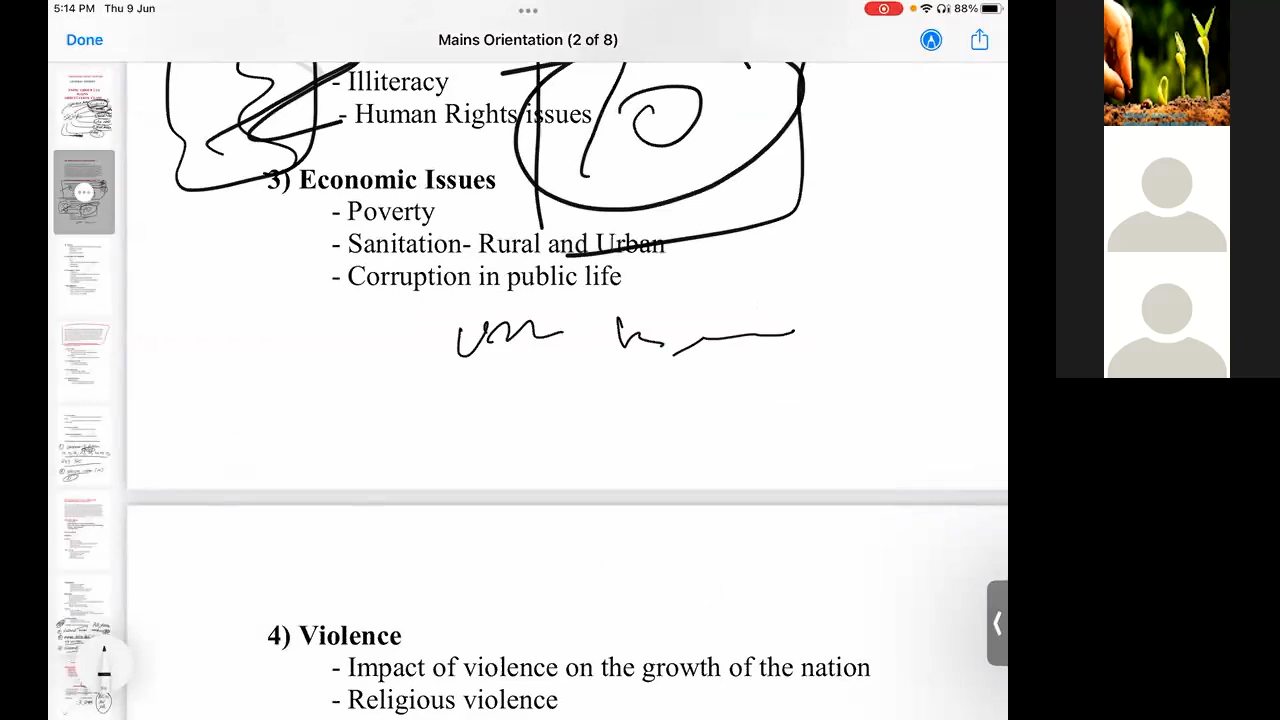 5:14 PM Thu 9 Jun
88%
Done
Mains Orientation (2 of 8)
- Illiteracy
- Human Rights issues
3) Economic Issues
- Poverty
- Sanitation- Rural and Urban
- Corruption in public life
4) Violence
- Impact of violence on the growth of the nation
- Religious violence